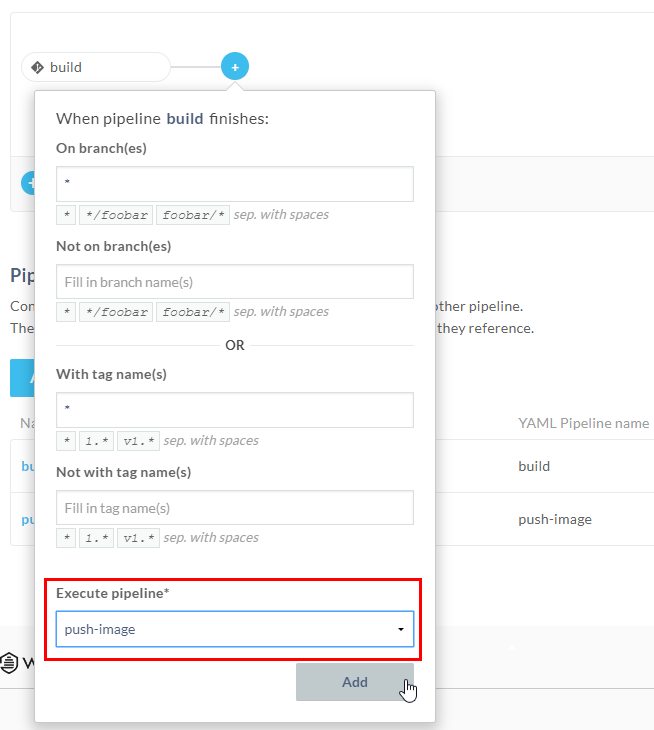 build
+
When pipeline build finishes:
On branch(es)
*
* */foobar foobar/* sep. with spaces
Not on branch(es)
Fill in branch name(s)
* */foobar foobar/* sep. with spaces
OR
With tag name(s)
*
* 1.* v1.* sep. with spaces
Not with tag name(s)
Fill in tag name(s)
* 1.* v1.* sep. with spaces
Execute pipeline*
push-image
Add
Pip
Con
other pipeline.
The
they reference.
Na
YAML Pipeline name
bu
build
pu
push-image
W